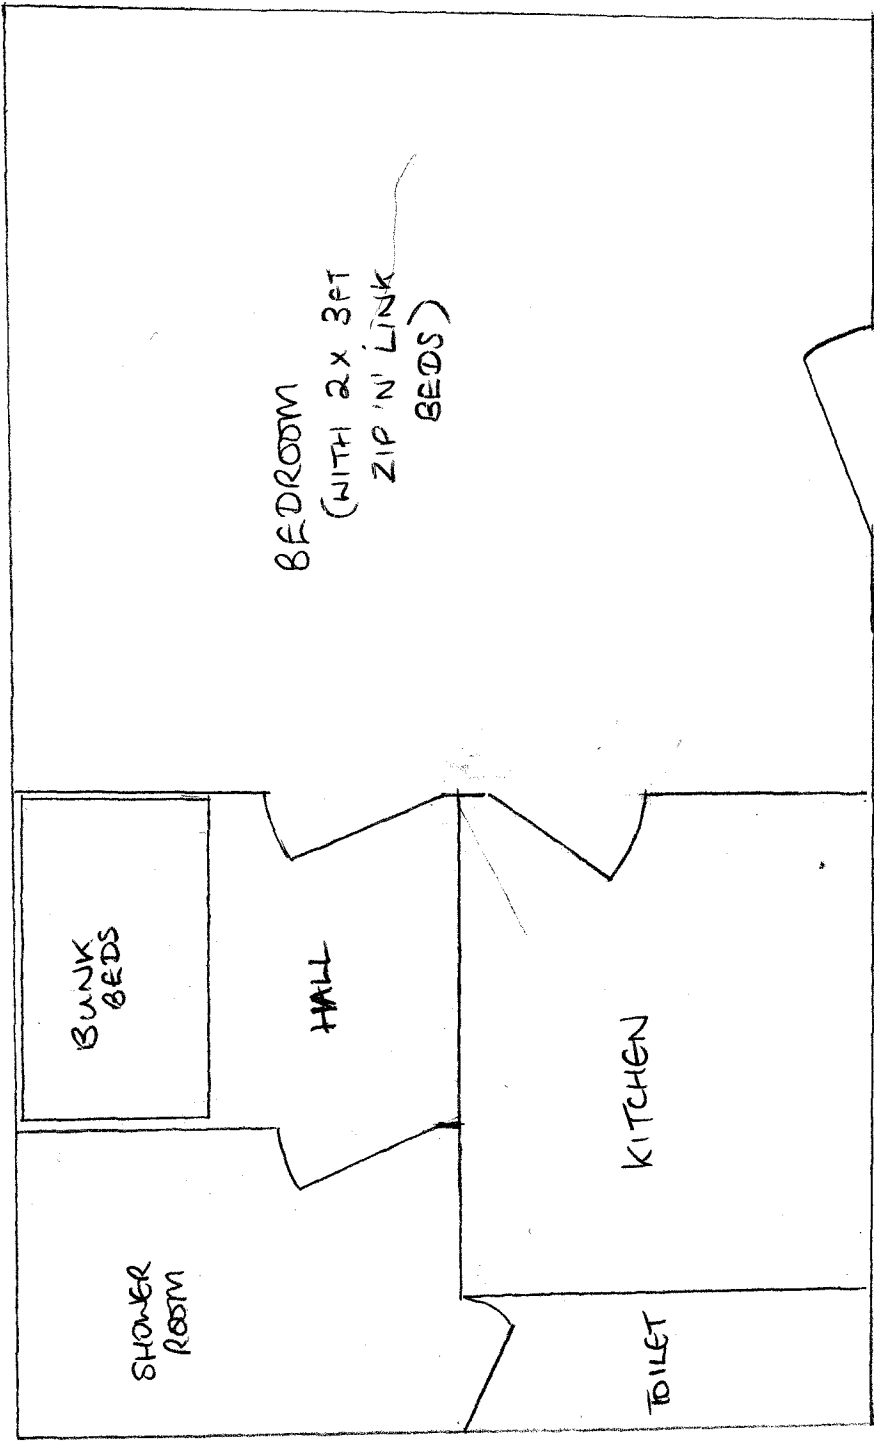 BEDROOM
(WITH 2 X 3FT
ZIP 'N' LINK
BEDS)
BUNK
BEDS
HALL
KITCHEN
SHOWER
ROOM
TOILET